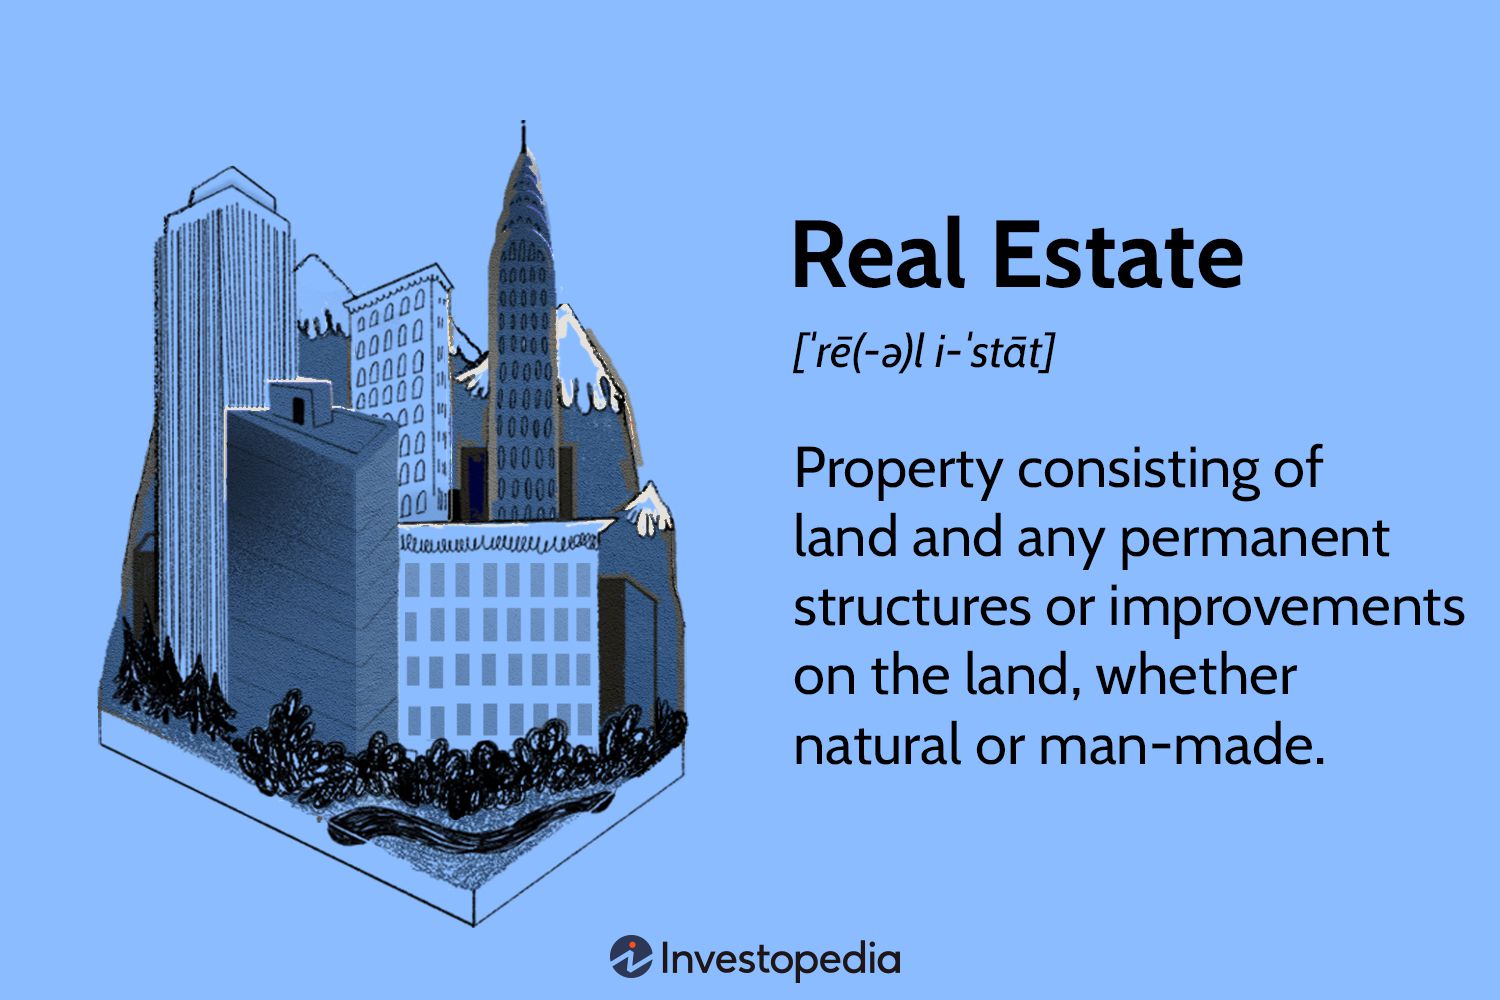 Real Estate
[ˈrē(-ə)l i-ˈstāt]
Property consisting of
land and any permanent
structures or improvements
on the land, whether
natural or man-made.
Investopedia